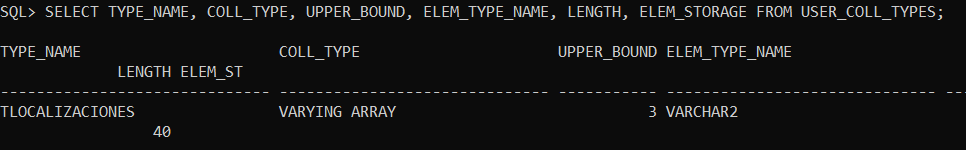 SQL> SELECT TYPE_NAME, COLL_TYPE, UPPER_BOUND, ELEM_TYPE_NAME, LENGTH, ELEM_STORAGE FROM USER_COLL_TYPES;
TYPE_NAME COLL_TYPE UPPER_BOUND ELEM_TYPE_NAME
LENGTH ELEM_ST
------------------------------ ------------------------------ ----------- ------------------------------ --
TLOCALIZACIONES VARYING ARRAY 3 VARCHAR2
40